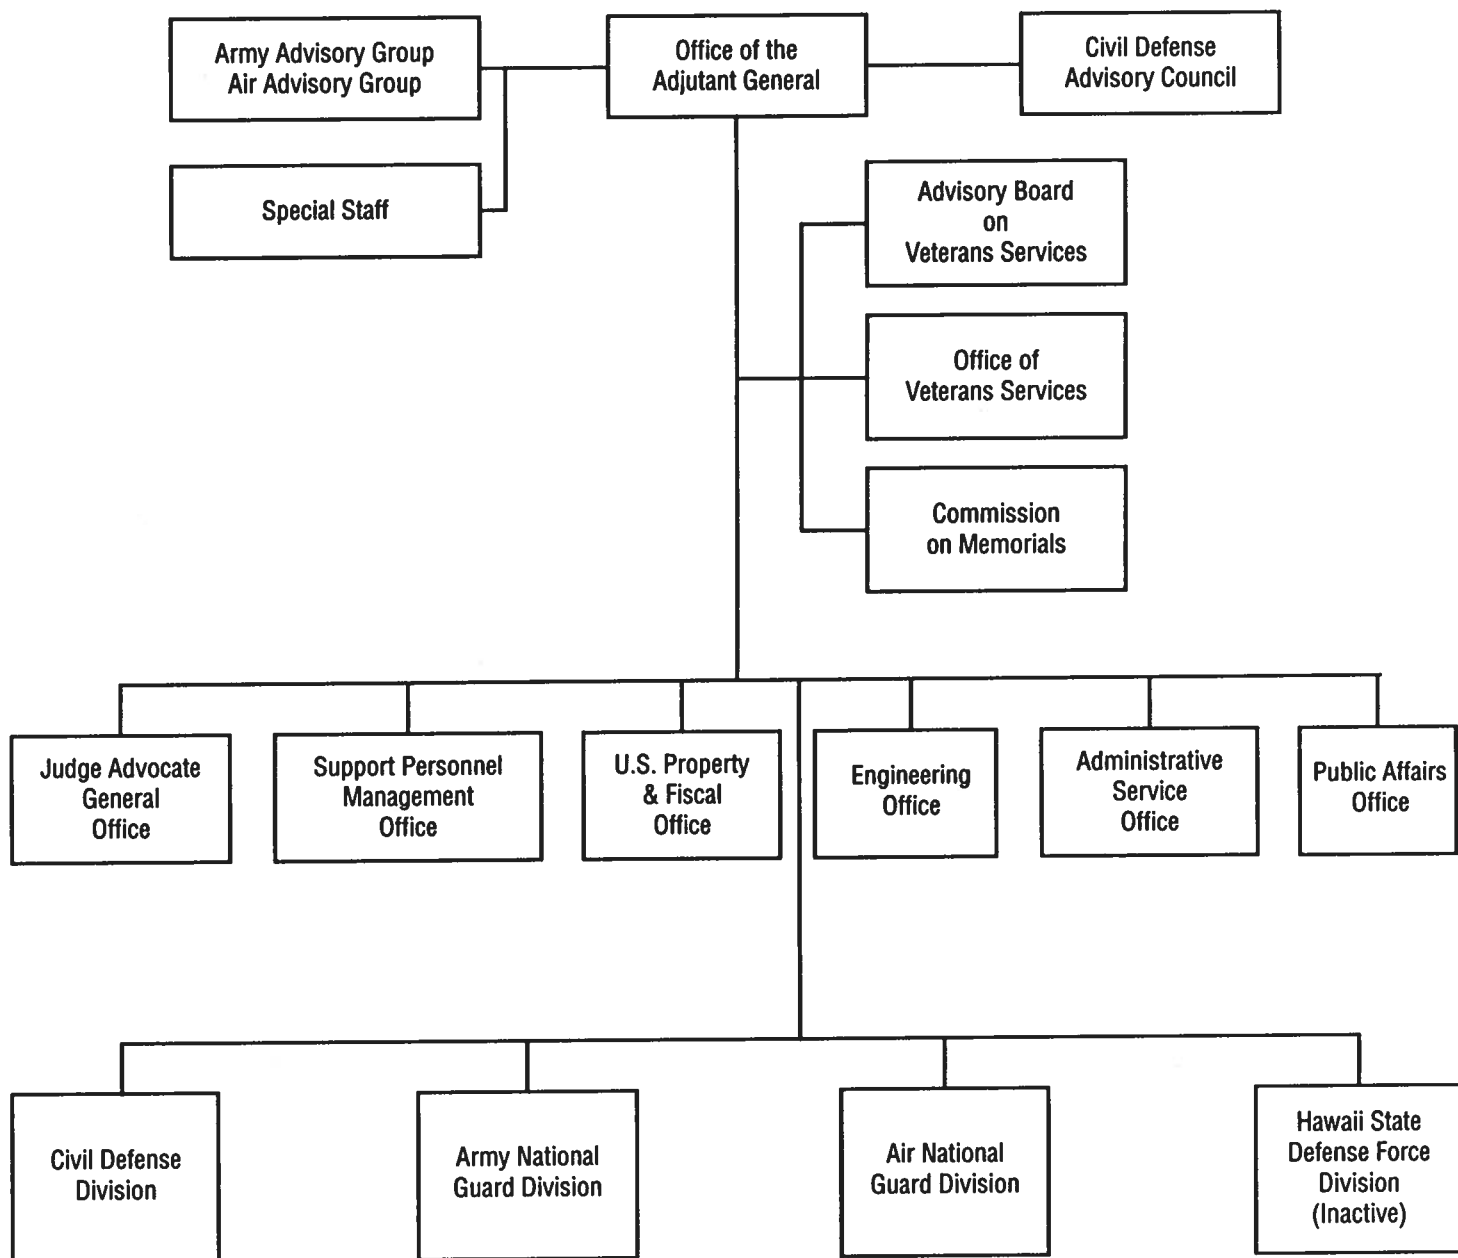 Army Advisory Group
Air Advisory Group
Office of the
Adjutant General
Civil Defense
Advisory Council
Special Staff
Advisory Board
on
Veterans Services
Office of
Veterans Services
Commission
on Memorials
Judge Advocate
General
Office
Support Personnel
Management
Office
U.S. Property
& Fiscal
Office
Engineering
Office
Administrative
Service
Office
Public Affairs
Office
Civil Defense
Division
Army National
Guard Division
Air National
Guard Division
Hawaii State
Defense Force
Division
(Inactive)